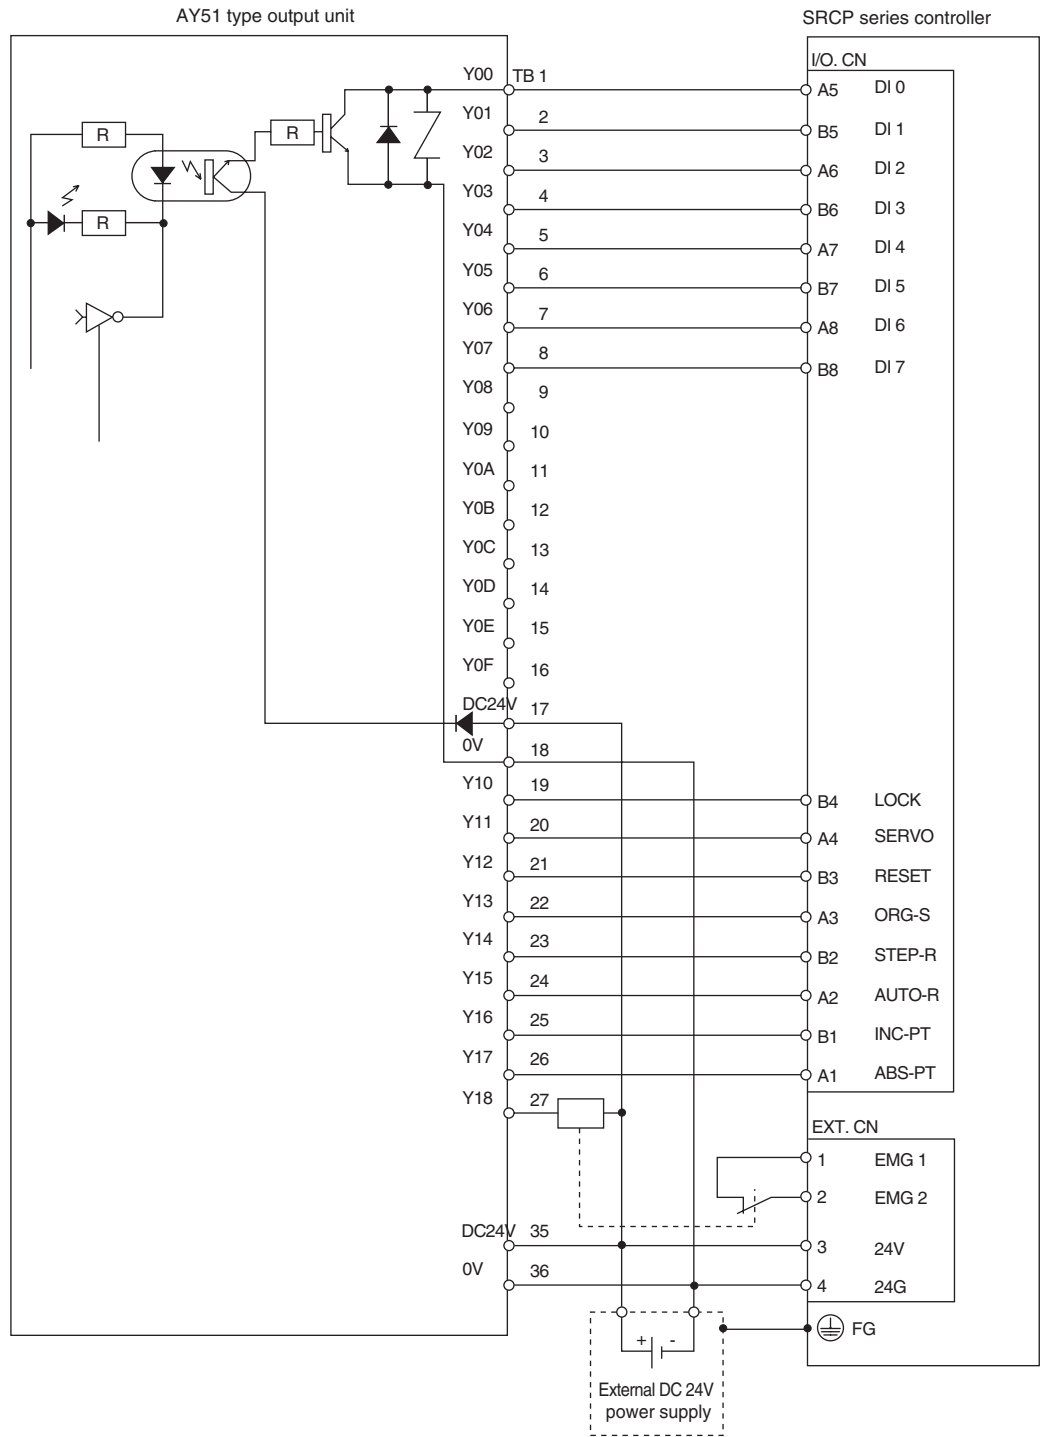 AY51 type output unit
SRCP series controller
I/O. CN
Y00 TB 1 A5 DI 0
Y01 2 B5 DI 1
Y02 3 A6 DI 2
Y03 4 B6 DI 3
Y04 5 A7 DI 4
Y05 6 B7 DI 5
Y06 7 A8 DI 6
Y07 8 B8 DI 7
R
R
R
Y08 9
Y09 10
Y0A 11
Y0B 12
Y0C 13
Y0D 14
Y0E 15
Y0F 16
DC24V 17
0V 18
Y10 19 B4 LOCK
Y11 20 A4 SERVO
Y12 21 B3 RESET
Y13 22 A3 ORG-S
Y14 23 B2 STEP-R
Y15 24 A2 AUTO-R
Y16 25 B1 INC-PT
Y17 26 A1 ABS-PT
Y18 27
EXT. CN
1 EMG 1
2 EMG 2
DC24V 35 3 24V
0V 36 4 24G
FG
+ -
External DC 24V
power supply